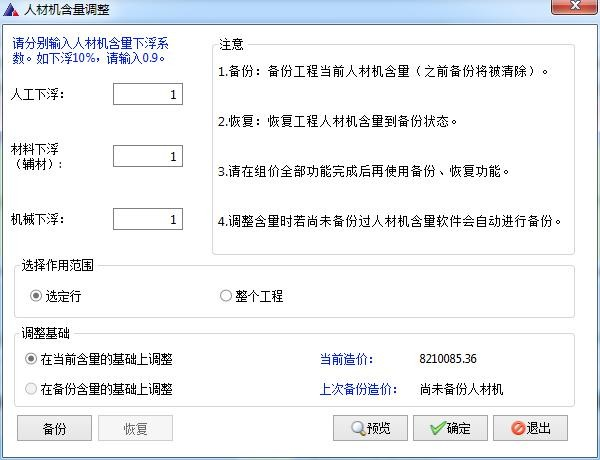 人材机含量调整
请分别输入人材机含量下浮系
数。如下浮10%，请输入0.9。
人工下浮： 1
材料下浮
（辅材）： 1
机械下浮： 1
注意
1.备份：备份工程当前人材机含量（之前备份将被清除）。
2.恢复：恢复工程人材机含量到备份状态。
3.请在组价全部功能完成后再使用备份、恢复功能。
4.调整含量时若尚未备份过人材机含量软件会自动进行备份。
选择作用范围
选定行 整个工程
调整基础
在当前含量的基础上调整 当前造价： 8210085.36
在备份含量的基础上调整 上次备份造价： 尚未备份人材机
备份 恢复 预览 确定 退出